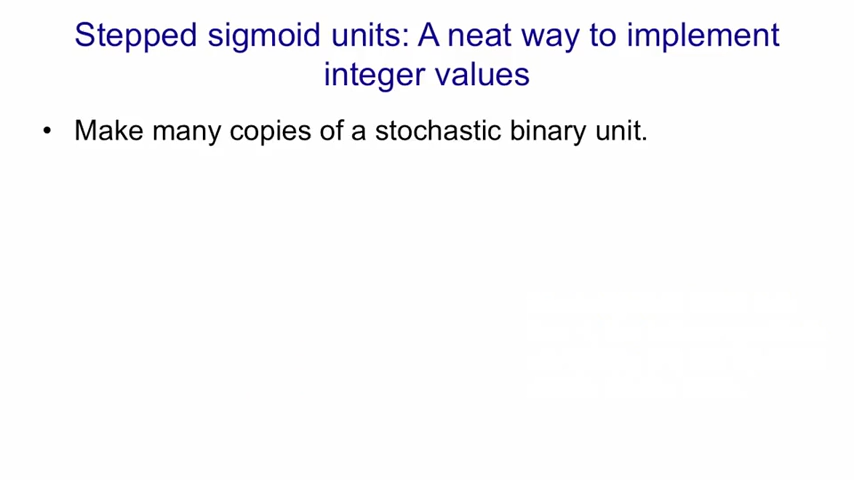 Stepped sigmoid units: A neat way to implement
integer values
• Make many copies of a stochastic binary unit.